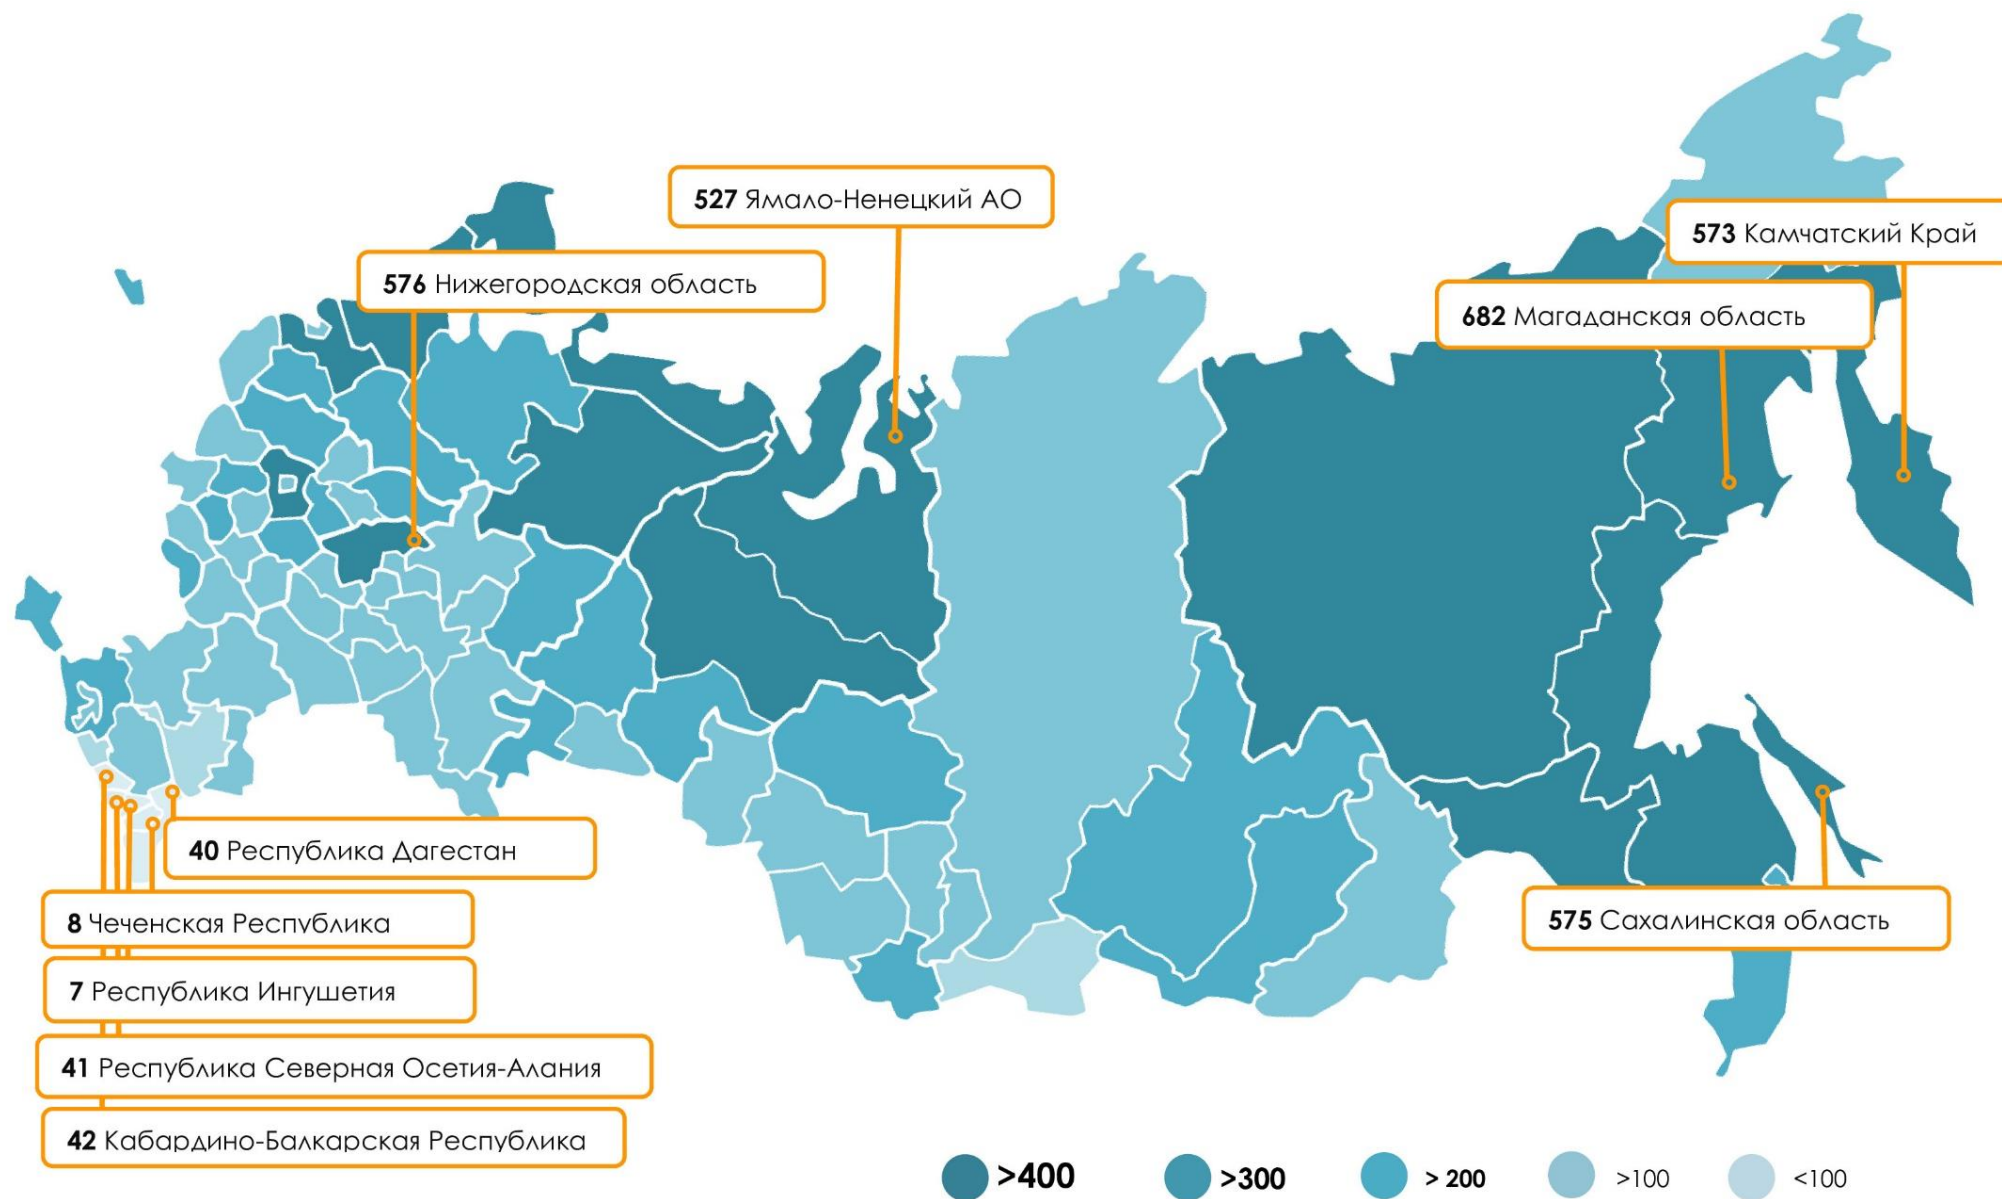 527 Ямало-Ненецкий АО
573 Камчатский Край
576 Нижегородская область
682 Магаданская область
40 Республика Дагестан
8 Чеченская Республика
575 Сахалинская область
7 Республика Ингушетия
41 Республика Северная Осетия-Алания
42 Кабардино-Балкарская Республика
>400 >300 > 200 >100 <100